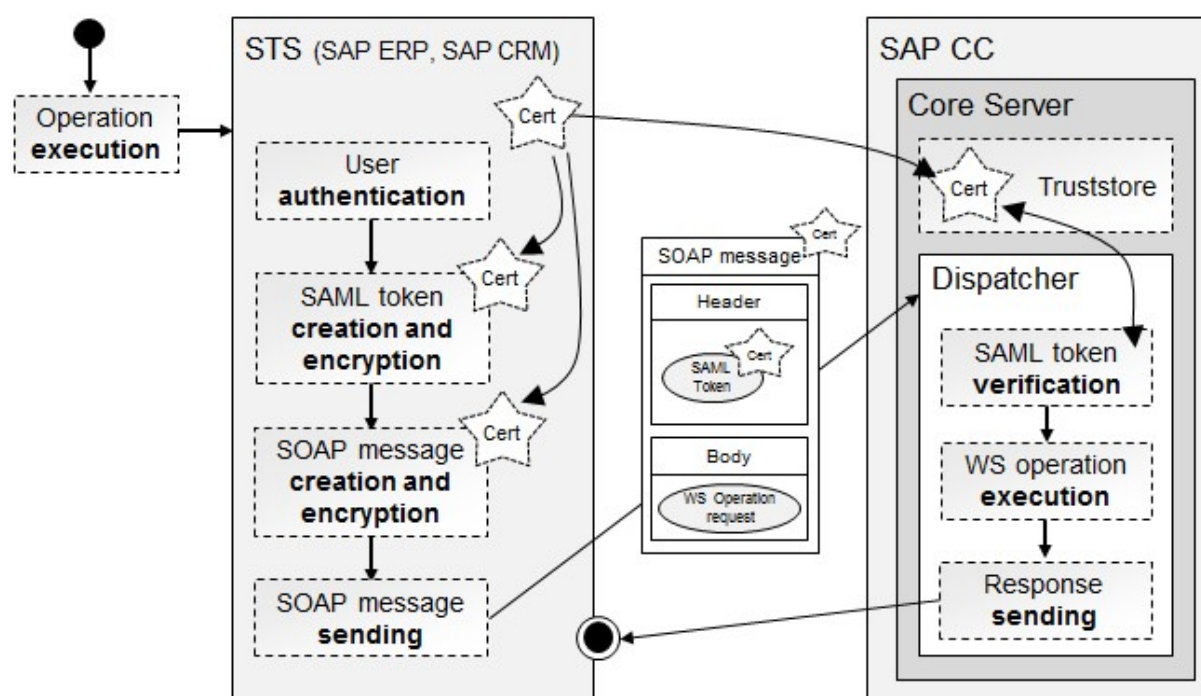 STS (SAP ERP, SAP CRM)
SAP CC
Operation
execution
Cert
Core Server
User
authentication
Cert
Truststore
Cert
SOAP message
Cert
SAML token
creation and
encryption
Header
Cert
SAML
Token
Dispatcher
SAML token
verification
Cert
SOAP message
creation and
encryption
Body
WS Operation
request
WS operation
execution
SOAP message
sending
Response
sending